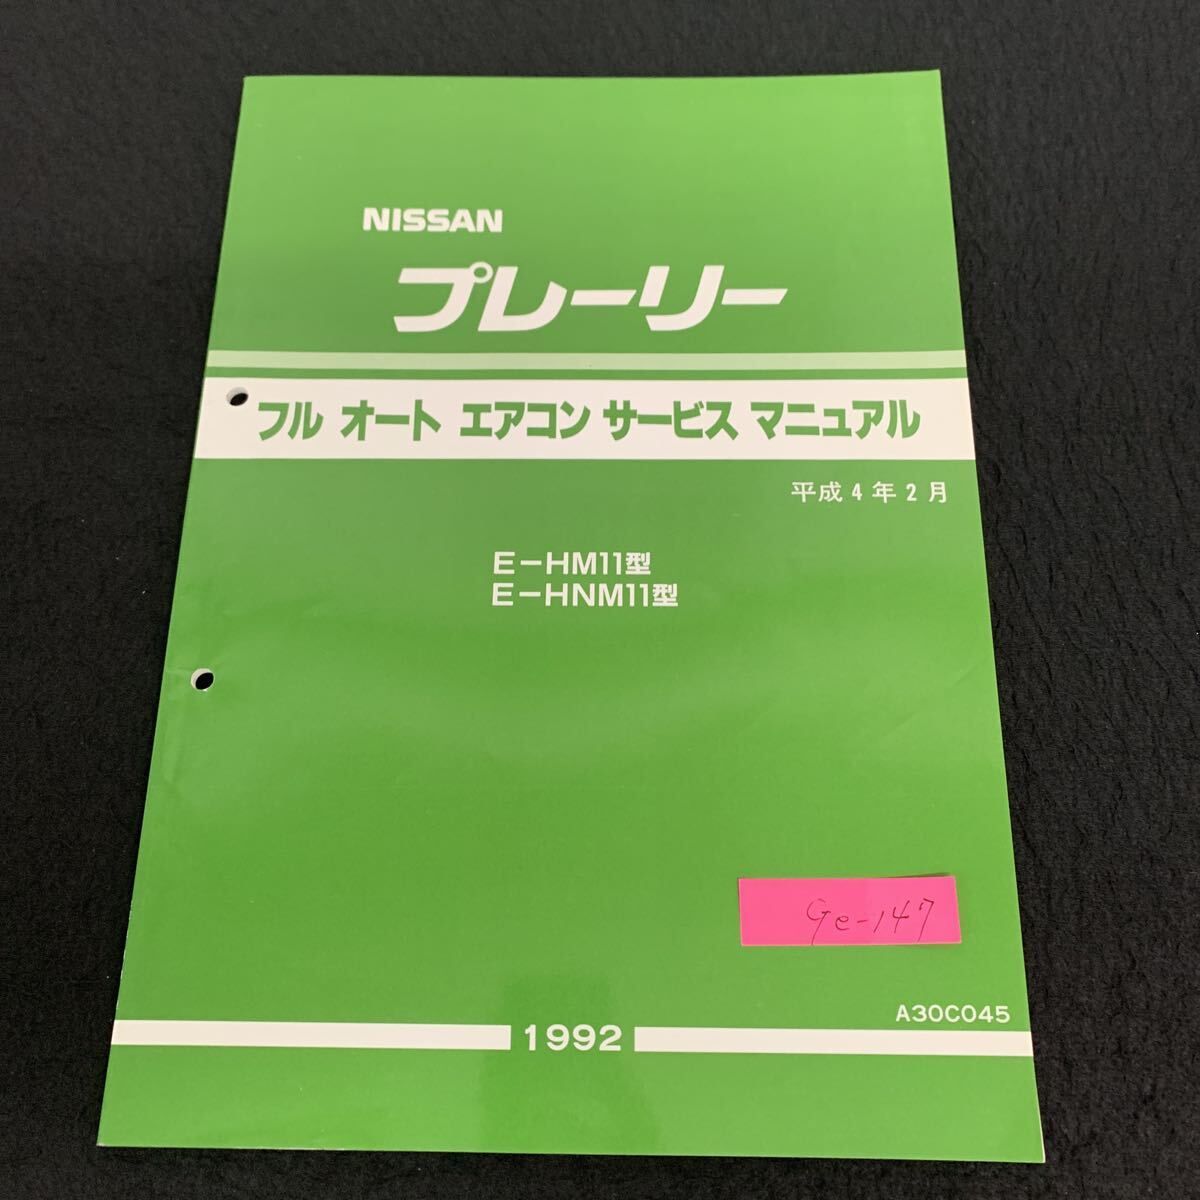 NISSAN
プレーリー
フル オート エアコン サービス マニュアル
平成4年2月
E-HM11型
E-HNM11型
Ge-147
A30C045
1992